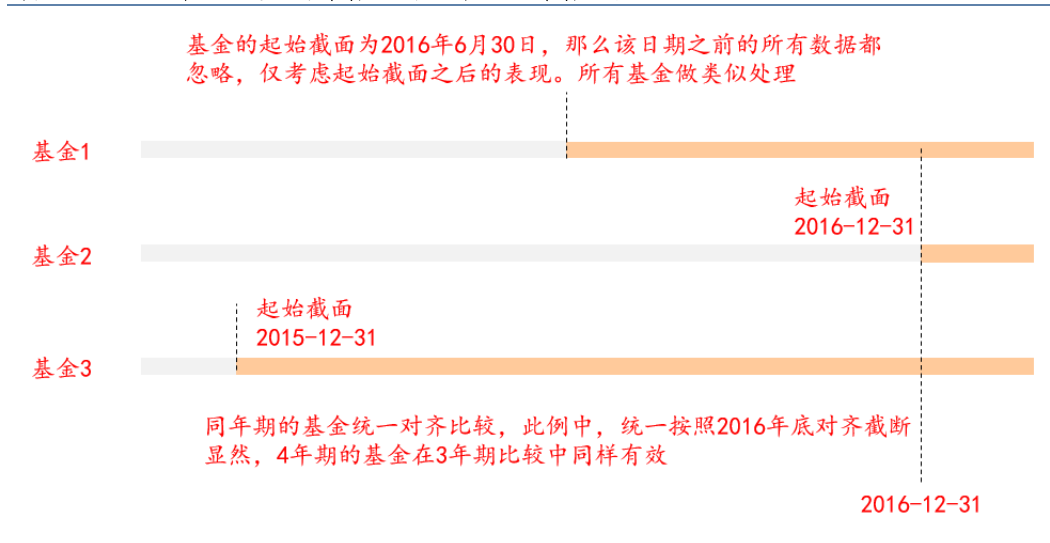 基金的起始截面为2016年6月30日，那么该日期之前的所有数据都
忽略，仅考虑起始截面之后的表现。所有基金做类似处理
基金1
起始截面
2016-12-31
基金2
起始截面
2015-12-31
基金3
同年期的基金统一对齐比较，此例中，统一按照2016年底对齐截断
显然，4年期的基金在3年期比较中同样有效
2016-12-31